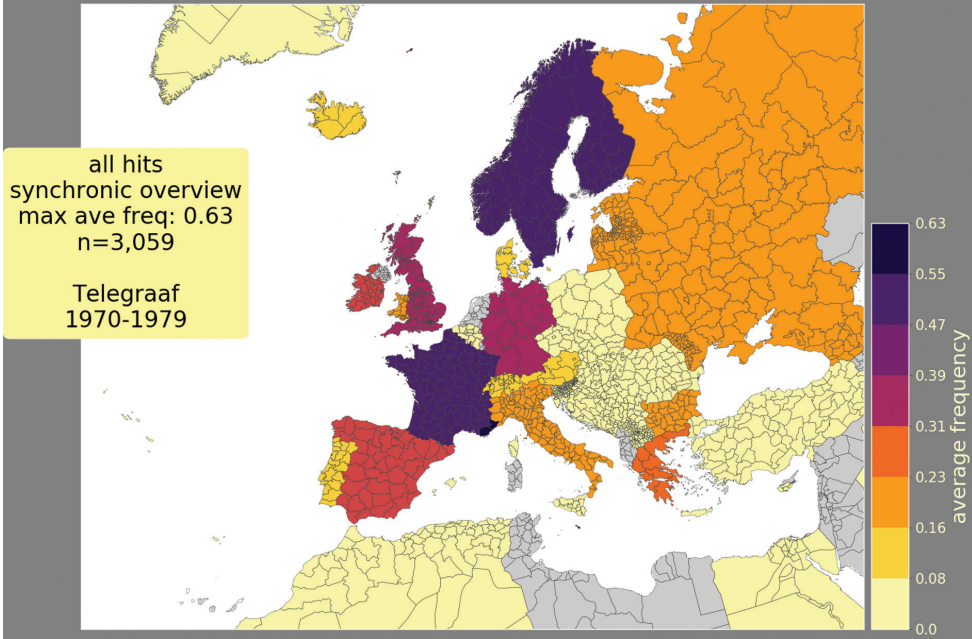 all hits
synchronic overview
max ave freq: 0.63
n=3,059
Telegraaf
1970-1979
0.63
0.55
0.47
0.39
0.31
0.23
0.16
0.08
0.0
average frequency